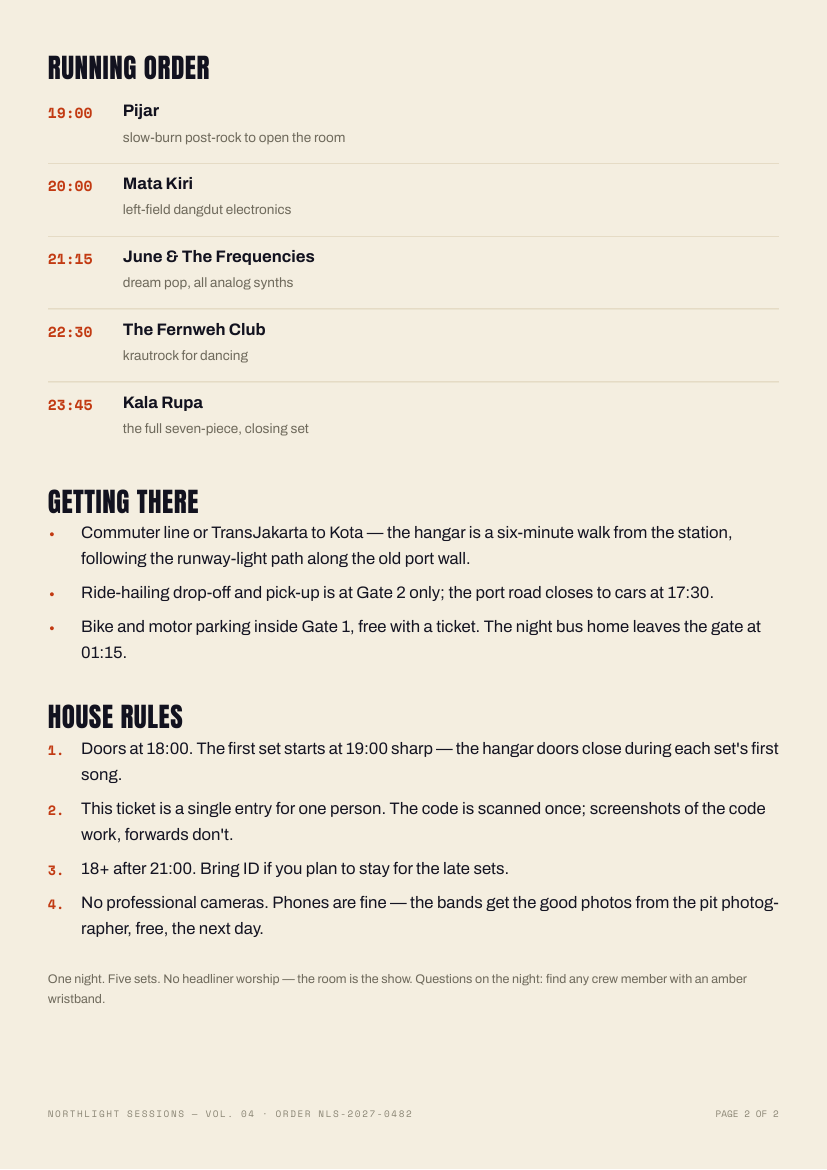 RUNNING ORDER
19:00 Pijar
slow-burn post-rock to open the room
20:00 Mata Kiri
left-field dangdut electronics
21:15 June & The Frequencies
dream pop, all analog synths
22:30 The Fernweh Club
krautrock for dancing
23:45 Kala Rupa
the full seven-piece, closing set
GETTING THERE
• Commuter line or TransJakarta to Kota — the hangar is a six-minute walk from the station,
following the runway-light path along the old port wall.
• Ride-hailing drop-off and pick-up is at Gate 2 only; the port road closes to cars at 17:30.
• Bike and motor parking inside Gate 1, free with a ticket. The night bus home leaves the gate at
01:15.
HOUSE RULES
1. Doors at 18:00. The first set starts at 19:00 sharp — the hangar doors close during each set's first
song.
2. This ticket is a single entry for one person. The code is scanned once; screenshots of the code
work, forwards don't.
3. 18+ after 21:00. Bring ID if you plan to stay for the late sets.
4. No professional cameras. Phones are fine — the bands get the good photos from the pit photog-
rapher, free, the next day.
One night. Five sets. No headliner worship — the room is the show. Questions on the night: find any crew member with an amber
wristband.
NORTHLIGHT SESSIONS — VOL. 04 · ORDER NLS-2027-0482 PAGE 2 OF 2